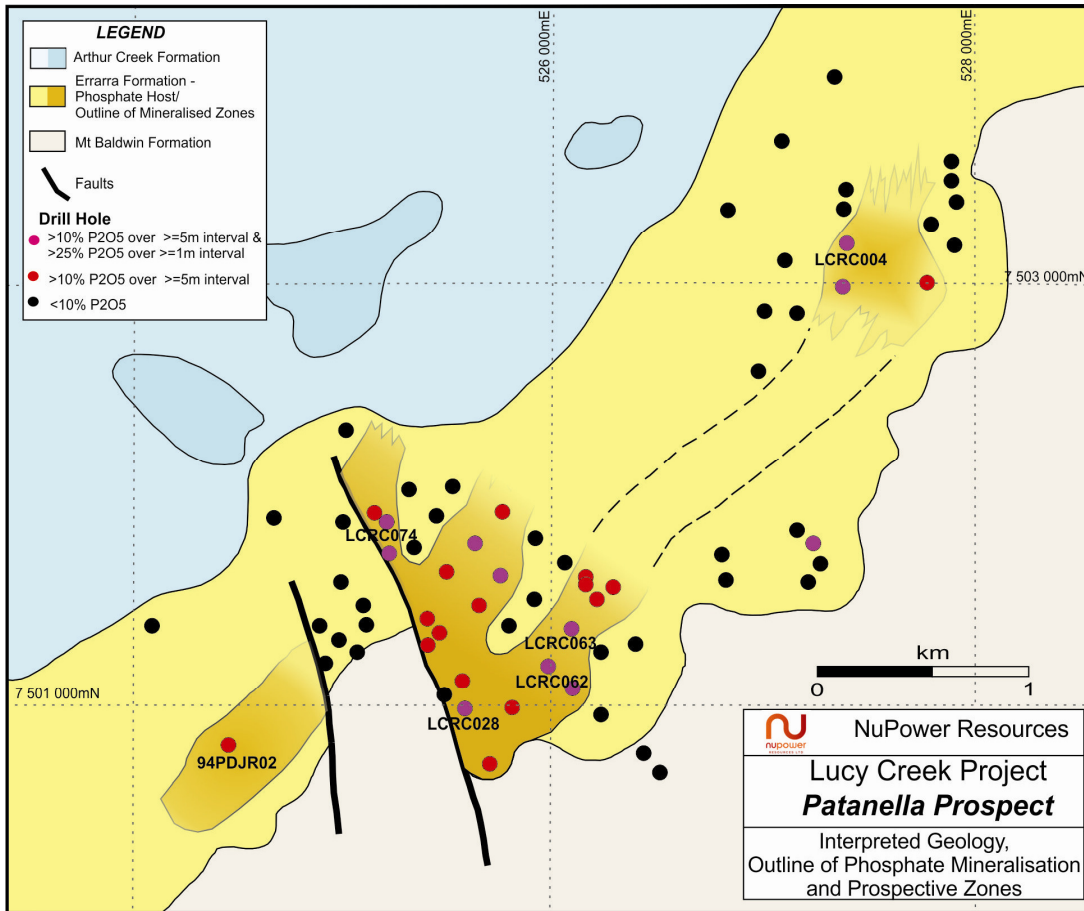 LEGEND
Arthur Creek Formation
Errarra Formation -
Phosphate Host/
Outline of Mineralised Zones
Mt Baldwin Formation
Faults
Drill Hole
>10% P2O5 over >=5m interval &
>25% P2O5 over >=1m interval
>10% P2O5 over >=5m interval
<10% P2O5
526 000mE
528 000mE
LCRC004
7 503 000mN
LCRC074
LCRC063
LCRC062
7 501 000mN
LCRC028
94PDJR02
km
0 1
nupower
RESOURCES LTD
NuPower Resources
Lucy Creek Project
Patanella Prospect
Interpreted Geology,
Outline of Phosphate Mineralisation
and Prospective Zones